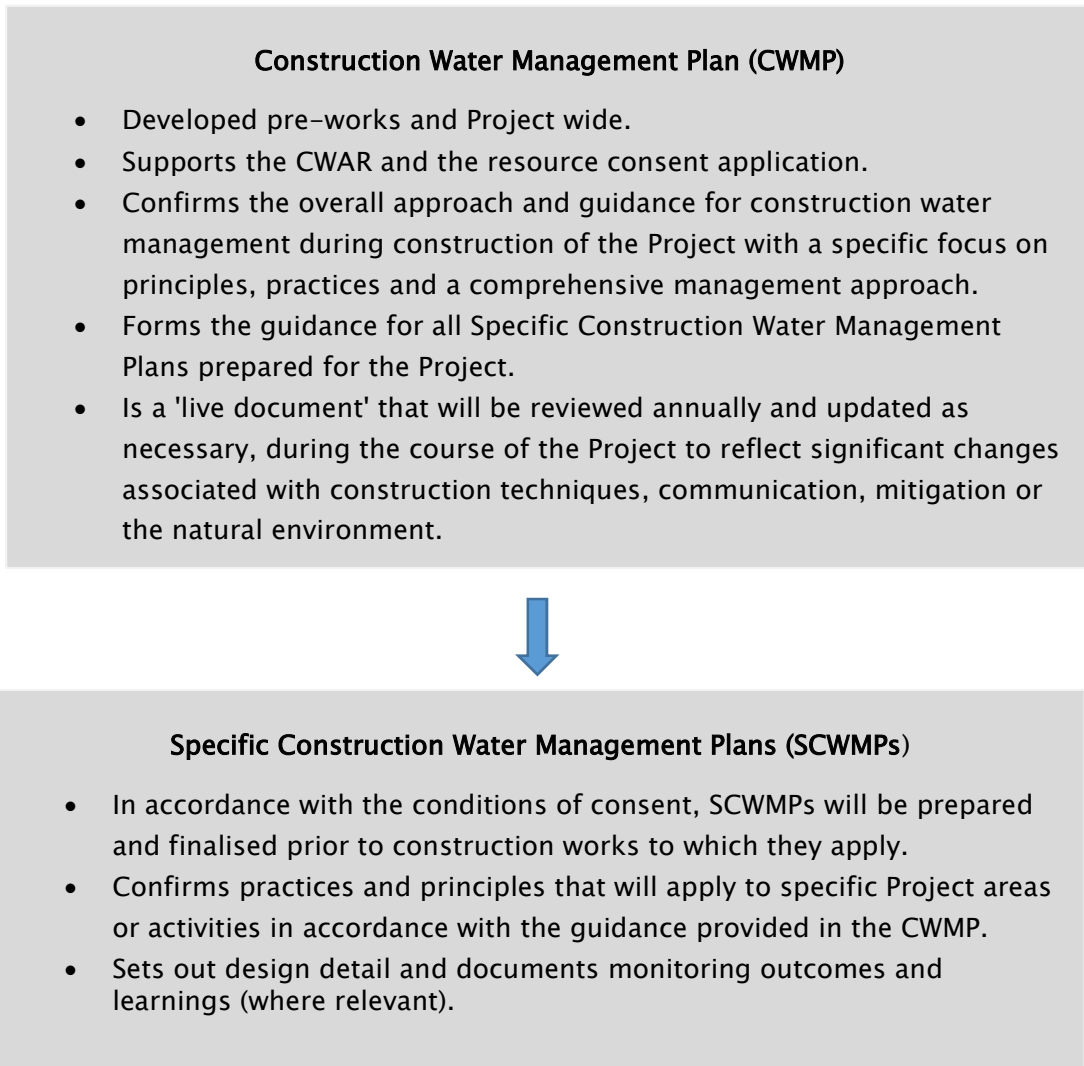 Construction Water Management Plan (CWMP)
• Developed pre-works and Project wide.
• Supports the CWAR and the resource consent application.
• Confirms the overall approach and guidance for construction water
management during construction of the Project with a specific focus on
principles, practices and a comprehensive management approach.
• Forms the guidance for all Specific Construction Water Management
Plans prepared for the Project.
• Is a 'live document' that will be reviewed annually and updated as
necessary, during the course of the Project to reflect significant changes
associated with construction techniques, communication, mitigation or
the natural environment.
Specific Construction Water Management Plans (SCWMPs)
• In accordance with the conditions of consent, SCWMPs will be prepared
and finalised prior to construction works to which they apply.
• Confirms practices and principles that will apply to specific Project areas
or activities in accordance with the guidance provided in the CWMP.
• Sets out design detail and documents monitoring outcomes and
learnings (where relevant).